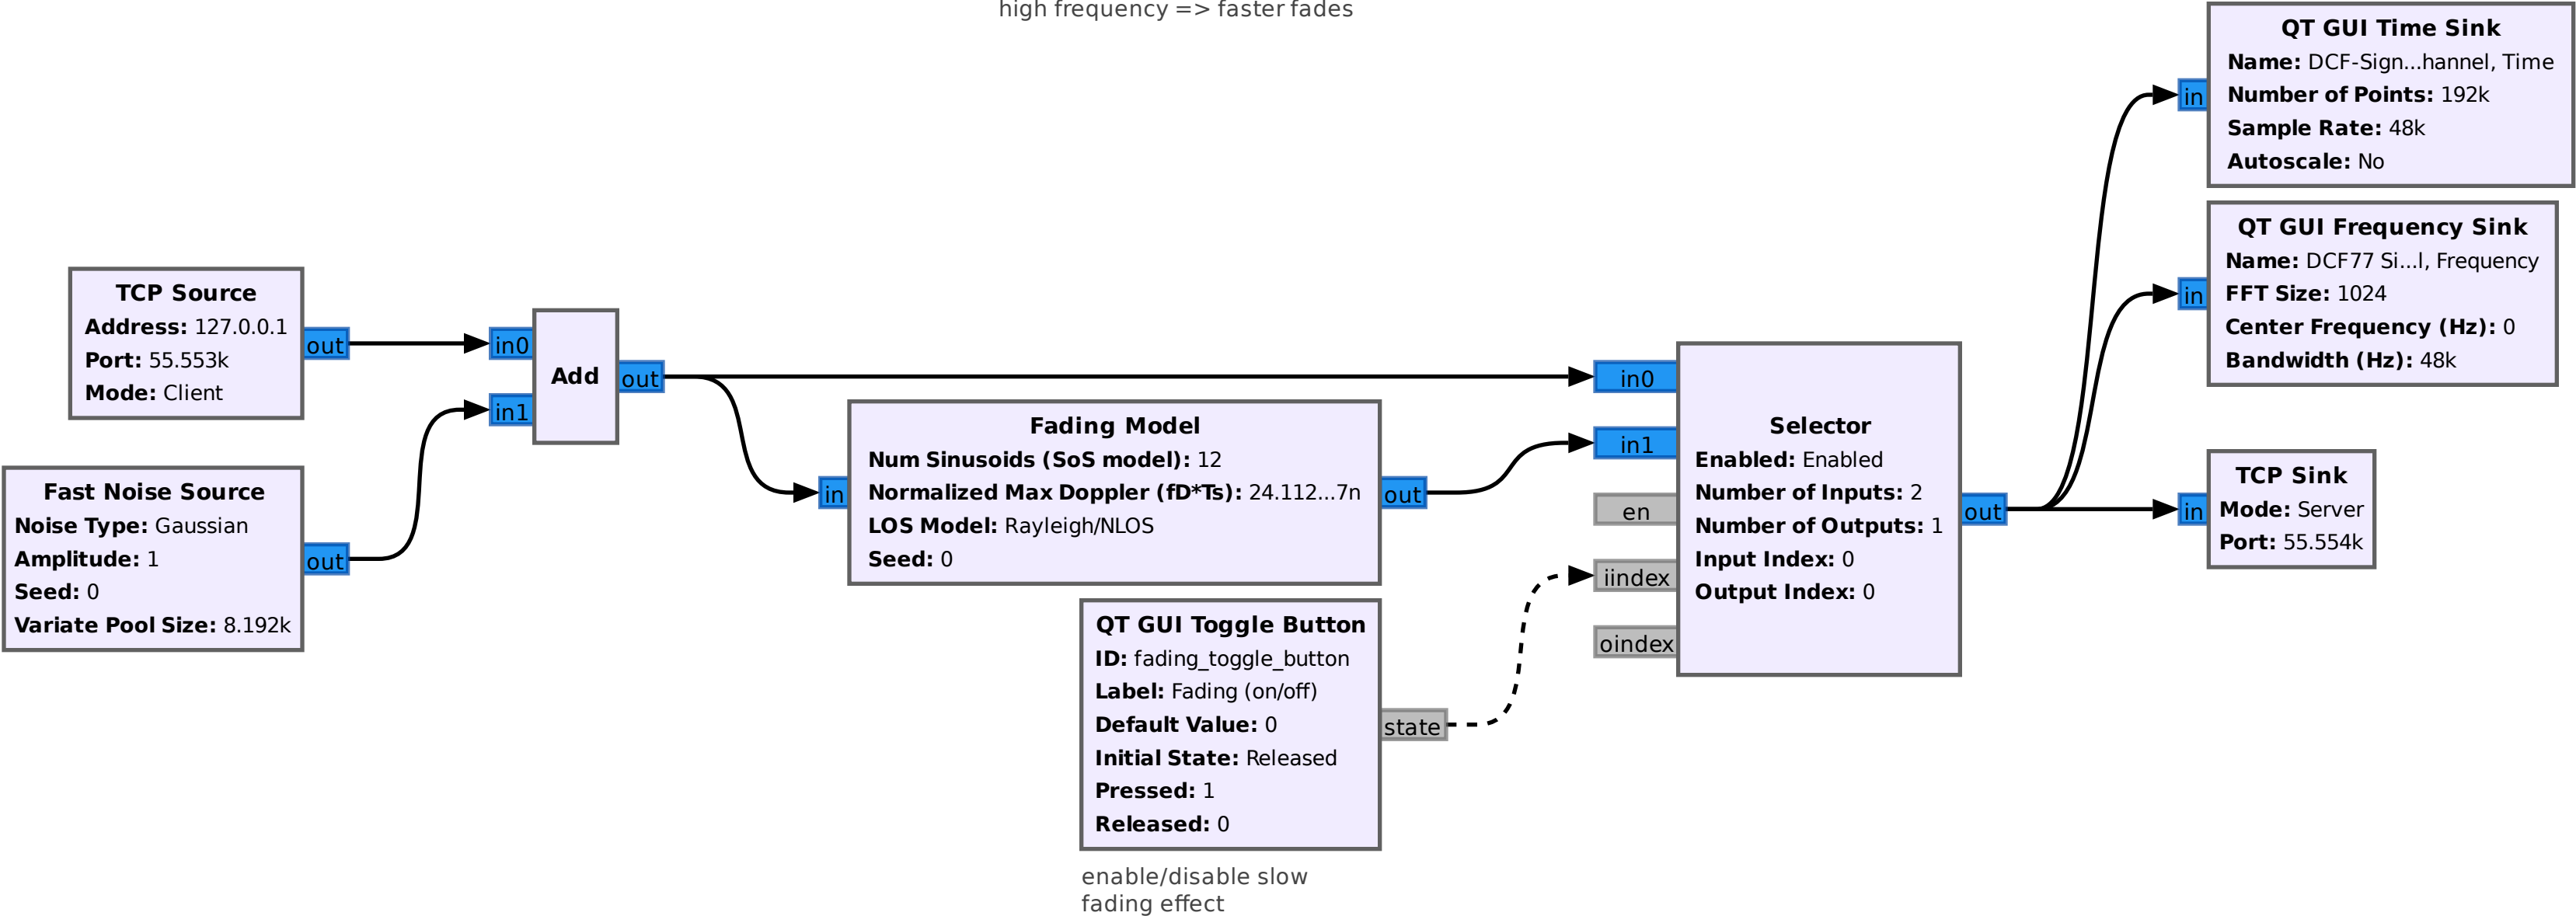 high frequency => faster fades
QT GUI Time Sink
Name: DCF-Sign...hannel, Time
Number of Points: 192k
Sample Rate: 48k
Autoscale: No
in
QT GUI Frequency Sink
Name: DCF77 Si...l, Frequency
FFT Size: 1024
Center Frequency (Hz): 0
Bandwidth (Hz): 48k
in
TCP Source
Address: 127.0.0.1
Port: 55.553k
Mode: Client
out
Fast Noise Source
Noise Type: Gaussian
Amplitude: 1
Seed: 0
Variate Pool Size: 8.192k
out
in0
in1
Add
out
in
Fading Model
Num Sinusoids (SoS model): 12
Normalized Max Doppler (fD*Ts): 24.112...7n
LOS Model: Rayleigh/NLOS
Seed: 0
out
QT GUI Toggle Button
ID: fading_toggle_button
Label: Fading (on/off)
Default Value: 0
Initial State: Released
Pressed: 1
Released: 0
state
enable/disable slow
fading effect
in0
in1
en
iindex
oindex
Selector
Enabled: Enabled
Number of Inputs: 2
Number of Outputs: 1
Input Index: 0
Output Index: 0
out
in
TCP Sink
Mode: Server
Port: 55.554k